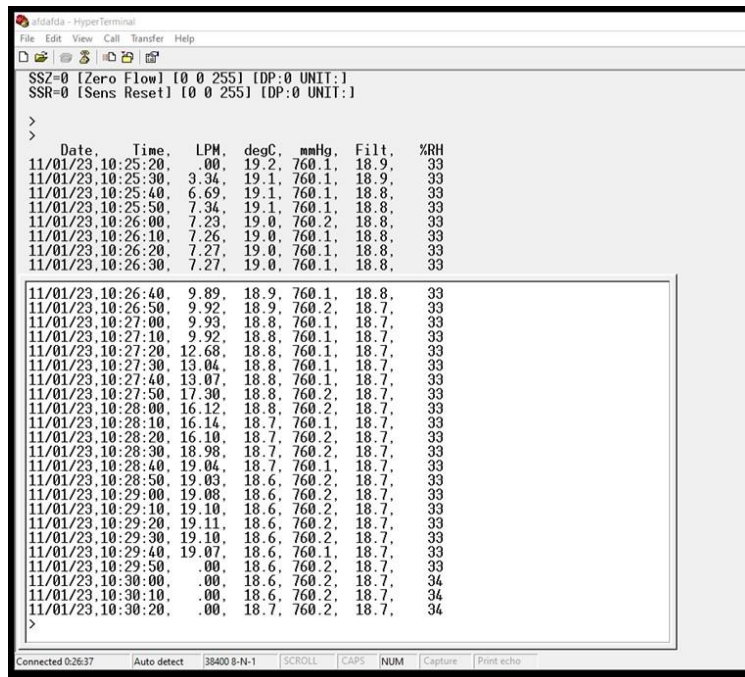 afdafda - HyperTerminal
File Edit View Call Transfer Help
SSZ=0 [Zero Flow] [0 0 255] [DP:0 UNIT:]
SSR=0 [Sens Reset] [0 0 255] [DP:0 UNIT:]
>
>
Date, Time, LPM, degC, mmHg, Filt, %RH
11/01/23,10:25:20, .00, 19.2, 760.1, 18.9, 33
11/01/23,10:25:30, 3.34, 19.1, 760.1, 18.9, 33
11/01/23,10:25:40, 6.69, 19.1, 760.1, 18.8, 33
11/01/23,10:25:50, 7.34, 19.1, 760.1, 18.8, 33
11/01/23,10:26:00, 7.23, 19.0, 760.2, 18.8, 33
11/01/23,10:26:10, 7.26, 19.0, 760.1, 18.8, 33
11/01/23,10:26:20, 7.27, 19.0, 760.1, 18.8, 33
11/01/23,10:26:30, 7.27, 19.0, 760.1, 18.8, 33
11/01/23,10:26:40, 9.89, 18.9, 760.1, 18.8, 33
11/01/23,10:26:50, 9.92, 18.9, 760.2, 18.7, 33
11/01/23,10:27:00, 9.93, 18.8, 760.1, 18.7, 33
11/01/23,10:27:10, 9.92, 18.8, 760.1, 18.7, 33
11/01/23,10:27:20, 12.68, 18.8, 760.1, 18.7, 33
11/01/23,10:27:30, 13.04, 18.8, 760.1, 18.7, 33
11/01/23,10:27:40, 13.07, 18.8, 760.1, 18.7, 33
11/01/23,10:27:50, 17.30, 18.8, 760.2, 18.7, 33
11/01/23,10:28:00, 16.12, 18.8, 760.2, 18.7, 33
11/01/23,10:28:10, 16.14, 18.7, 760.1, 18.7, 33
11/01/23,10:28:20, 16.10, 18.7, 760.2, 18.7, 33
11/01/23,10:28:30, 18.98, 18.7, 760.2, 18.7, 33
11/01/23,10:28:40, 19.04, 18.7, 760.1, 18.7, 33
11/01/23,10:28:50, 19.03, 18.6, 760.2, 18.7, 33
11/01/23,10:29:00, 19.08, 18.6, 760.2, 18.7, 33
11/01/23,10:29:10, 19.10, 18.6, 760.2, 18.7, 33
11/01/23,10:29:20, 19.11, 18.6, 760.2, 18.7, 33
11/01/23,10:29:30, 19.10, 18.6, 760.2, 18.7, 33
11/01/23,10:29:40, 19.07, 18.6, 760.1, 18.7, 33
11/01/23,10:29:50, .00, 18.6, 760.2, 18.7, 33
11/01/23,10:30:00, .00, 18.6, 760.2, 18.7, 34
11/01/23,10:30:10, .00, 18.6, 760.2, 18.7, 34
11/01/23,10:30:20, .00, 18.7, 760.2, 18.7, 34
>
Connected 0:26:37 Auto detect 38400 8-N-1 SCROLL CAPS NUM Capture Print echo